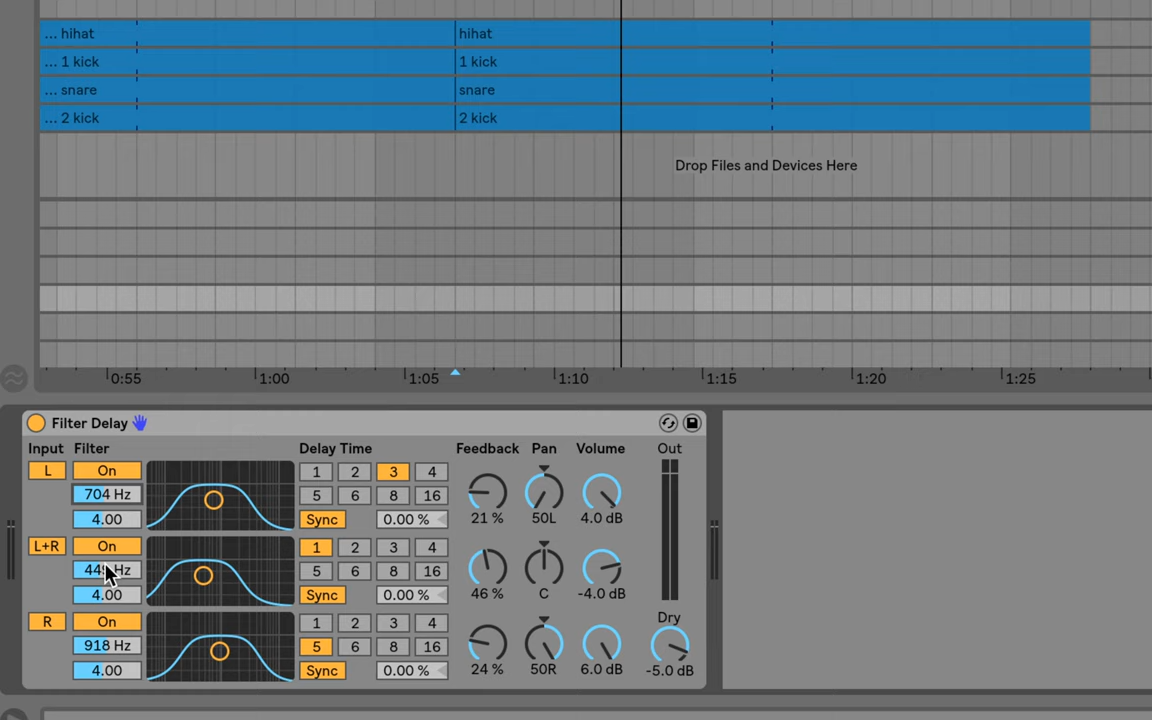 ... hihat hihat
... 1 kick 1 kick
... snare snare
... 2 kick 2 kick
Drop Files and Devices Here
0:55 1:00 1:05 1:10 1:15 1:20 1:25
Filter Delay
Input Filter Delay Time Feedback Pan Volume Out
L On 1 2 3 4
704 Hz 5 6 8 16
4.00 Sync 0.00 % 21 % 50L 4.0 dB
L+R On 1 2 3 4
Hz 5 6 8 16
4.00 Sync 0.00 % 46 % C -4.0 dB
R On 1 2 3 4 Dry
918 Hz 5 6 8 16
4.00 Sync 0.00 % 24 % 50R 6.0 dB -5.0 dB